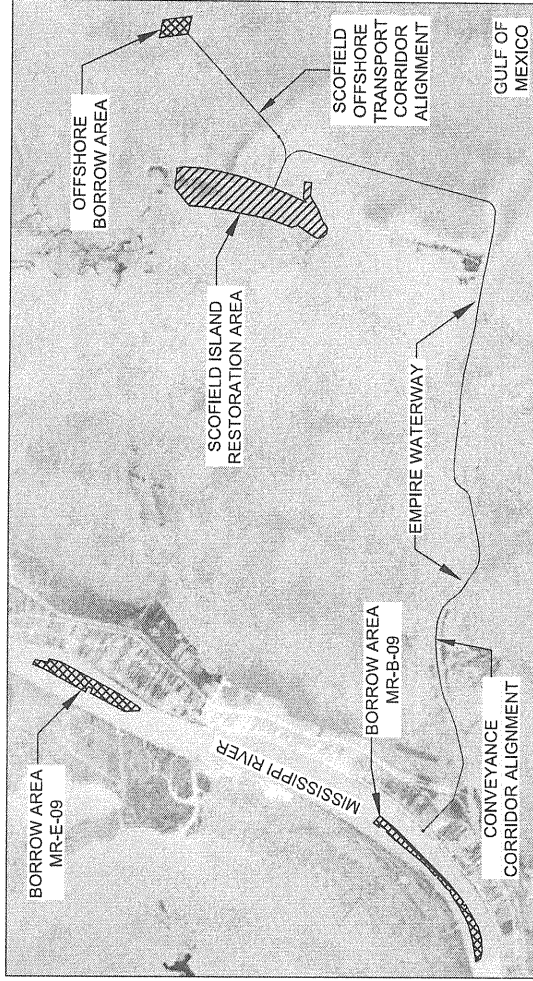 BORROW AREA
MR-E-09
MISSISSIPPI RIVER
BORROW AREA
MR-B-09
CONVEYANCE
CORRIDOR ALIGNMENT
EMPIRE WATERWAY
SCOFIELD ISLAND
RESTORATION AREA
OFFSHORE
BORROW AREA
SCOFIELD
OFFSHORE
TRANSPORT
CORRIDOR
ALIGNMENT
GULF OF
MEXICO